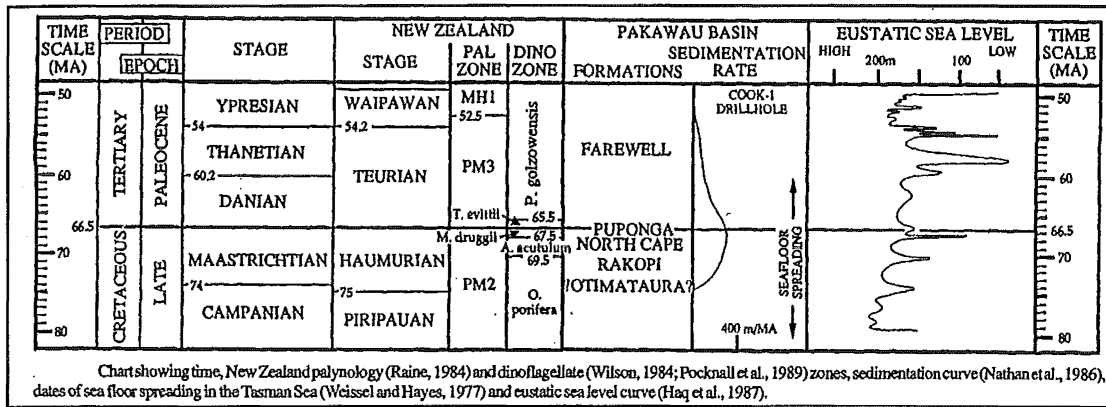 TIME SCALE (MA)
PERIOD
EPOCH
STAGE
NEW ZEALAND
STAGE
PAL ZONE
DINO ZONE
PAKAWAU BASIN
FORMATIONS
SEDIMENTATION RATE
EUSTATIC SEA LEVEL
HIGH LOW
200m 100
TIME SCALE (MA)
50
60
66.5
70
80
TERTIARY
CRETACEOUS
PALEOCENE
LATE
YPRESIAN
54
THANETIAN
60.2
DANIAN
MAASTRICHTIAN
74
CAMPANIAN
WAIPAWAN
54.2
TEURIAN
HAUMURIAN
75
PIRIPAUAN
MH1
52.5
PM3
PM2
P. golzowensis
T. evittii 65.5
M. druggii 67.5
A. acutulum
69.5
O. porifera
FAREWELL
PUPONGA
NORTH CAPE
RAKOPI
?OTIMATAURA?
COOK-1
DRILLHOLE
400 m/MA
SEAFLOOR
SPREADING
50
60
66.5
70
80
Chart showing time, New Zealand palynology (Raine, 1984) and dinoflagellate (Wilson, 1984; Pocknall et al., 1989) zones, sedimentation curve (Nathan et al., 1986),
dates of sea floor spreading in the Tasman Sea (Weissel and Hayes, 1977) and eustatic sea level curve (Haq et al., 1987).